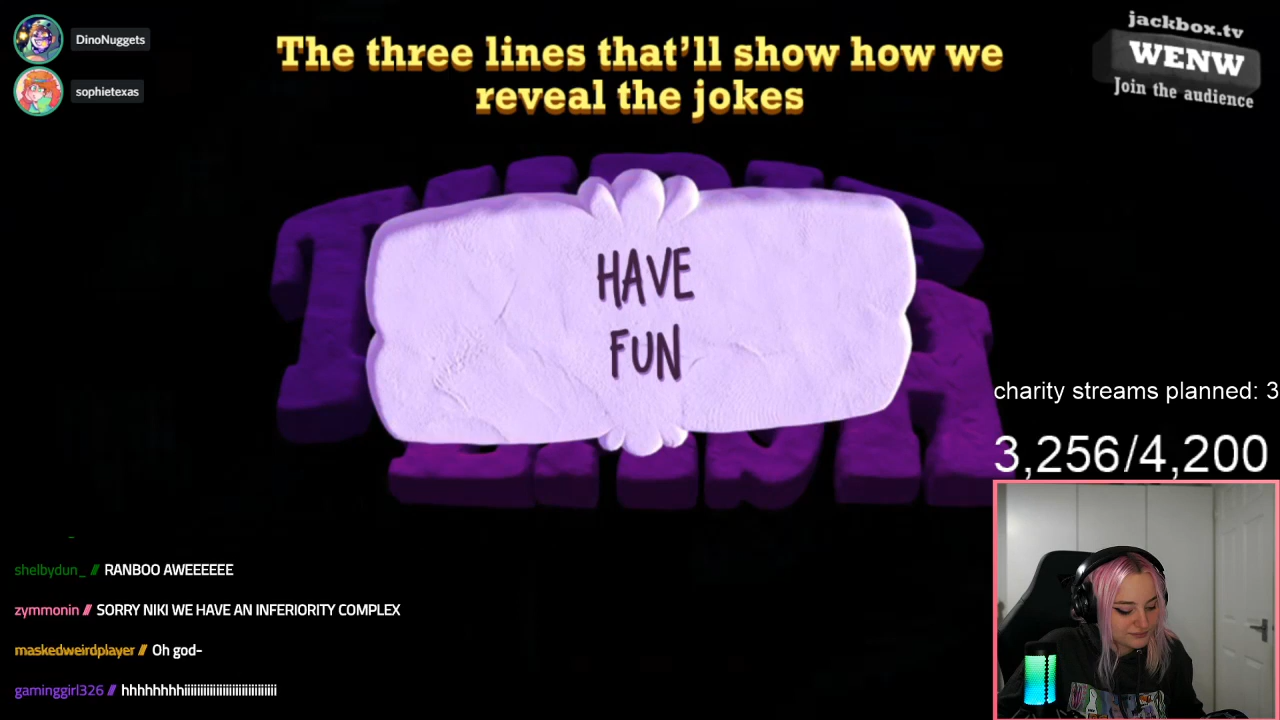 DinoNuggets
sophietexas
The three lines that'll show how we
reveal the jokes
jackbox.tv
WENW
Join the audience
HAVE
FUN
charity streams planned: 3
3,256/4,200
shelbydun_ // RANBOO AWEEEEEE
zymmonin // SORRY NIKI WE HAVE AN INFERIORITY COMPLEX
maskedweirdplayer // Oh god-
gaminggirl326 // hhhhhhhhiiiiiiiiiiiiiiiiiiiiiiiiiiiii